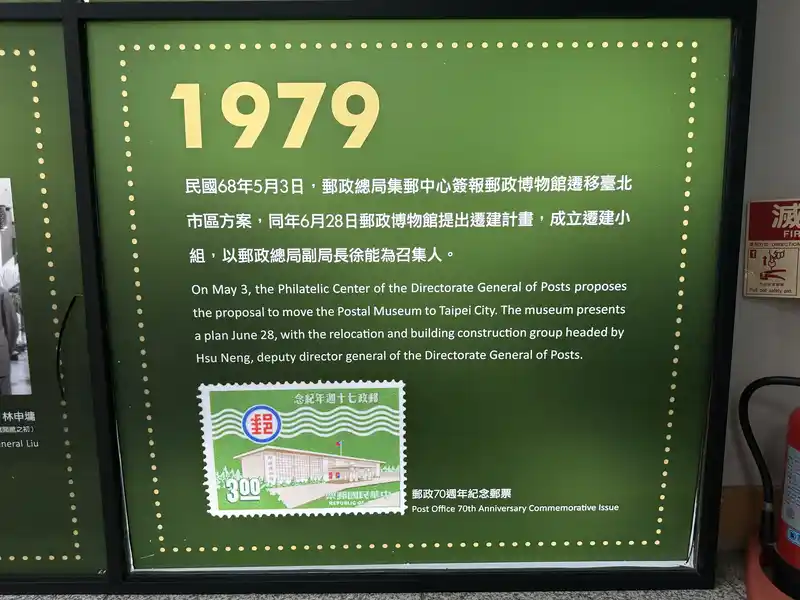 1979
民國68年5月3日，郵政總局集郵中心簽報郵政博物館遷移臺北
市區方案，同年6月28日郵政博物館提出遷建計畫，成立遷建小
組，以郵政總局副局長徐能為召集人。
On May 3, the Philatelic Center of the Directorate General of Posts proposes
the proposal to move the Postal Museum to Taipei City. The museum presents
a plan June 28, with the relocation and building construction group headed by
Hsu Neng, deputy director general of the Directorate General of Posts.
念紀年週十七政郵
郵
3.00
票郵國民華中
REPUBLIC OF
郵政70週年紀念郵票
Post Office 70th Anniversary Commemorative Issue
林申墉
neral Liu
滅
FIR